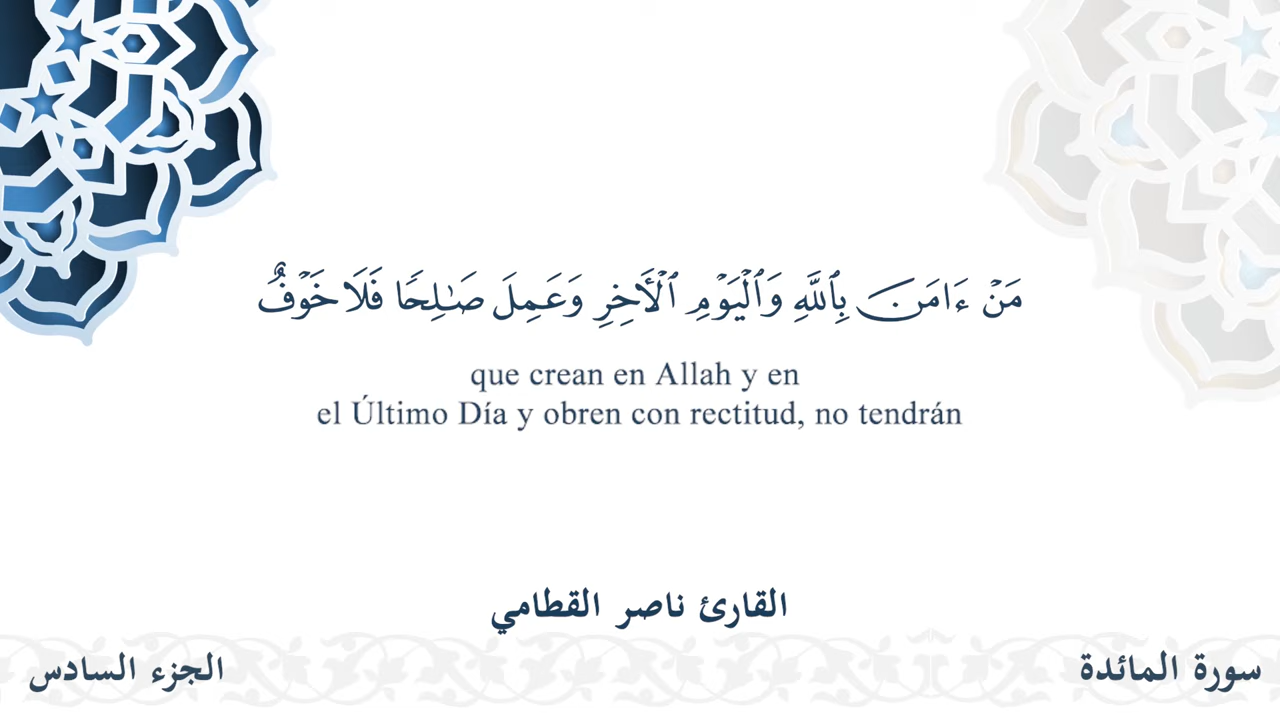 مَنۡ ءَامَنَ بِٱللَّهِ وَٱلۡيَوۡمِ ٱلۡأٓخِرِ وَعَمِلَ صَٰلِحٗا فَلَا خَوۡفٌ
que crean en Allah y en
el Último Día y obren con rectitud, no tendrán
القارئ ناصر القطامي
سورة المائدة
الجزء السادس